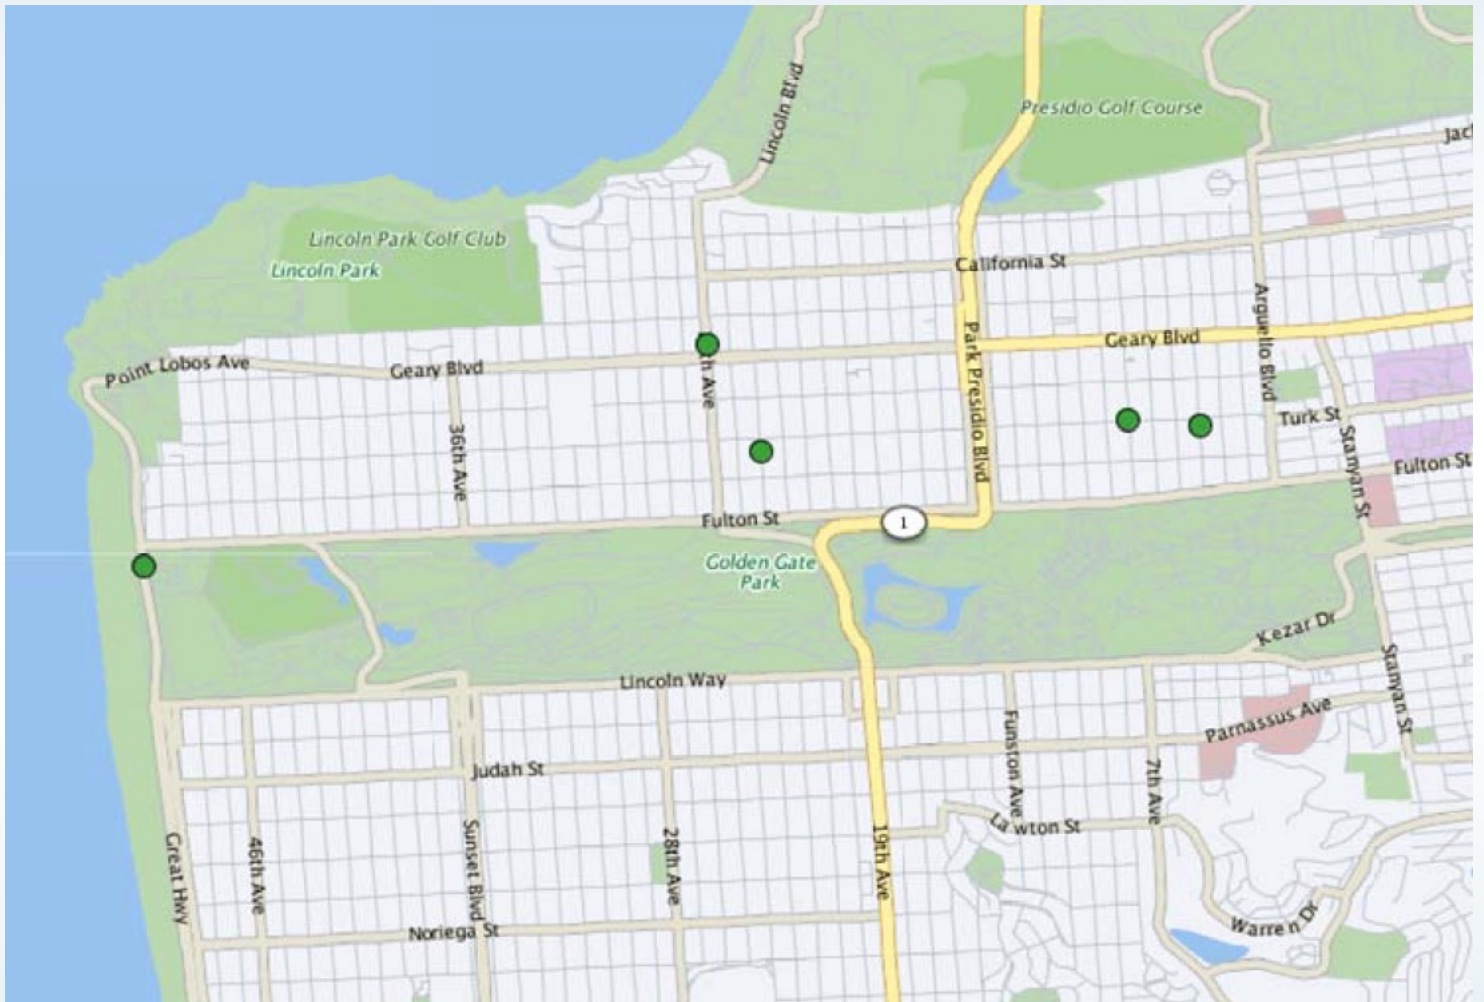 Lincoln Blvd
Presidio Golf Course
Lincoln Park Golf Club
Lincoln Park
California St
Arguello Blvd
Park Presidio Blvd
Geary Blvd
Point Lobos Ave
Geary Blvd
h Ave
36th Ave
Turk St
Stanyan St
Fulton St
Fulton St
1
Golden Gate
Park
Kezar Dr
Lincoln Way
Stanyan St
Parnassus Ave
Funston Ave
Judah St
7th Ave
Lawton St
Great Hwy
46th Ave
Sunset Blvd
28th Ave
19th Ave
Noriega St
Warren Dr